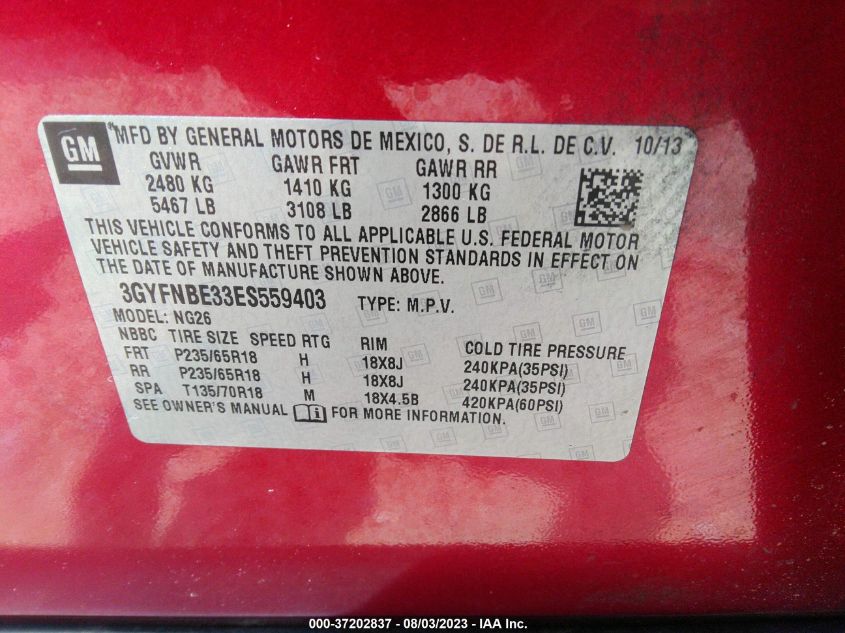 GM
MFD BY GENERAL MOTORS DE MEXICO, S. DE R.L. DE C.V. 10/13
GVWR GAWR FRT GAWR RR
2480 KG 1410 KG 1300 KG
5467 LB 3108 LB 2866 LB
THIS VEHICLE CONFORMS TO ALL APPLICABLE U.S. FEDERAL MOTOR
VEHICLE SAFETY AND THEFT PREVENTION STANDARDS IN EFFECT ON
THE DATE OF MANUFACTURE SHOWN ABOVE.
3GYFNBE33ES559403 TYPE: M.P.V.
MODEL: NG26
NBBC TIRE SIZE SPEED RTG RIM COLD TIRE PRESSURE
FRT P235/65R18 H 18X8J 240KPA(35PSI)
RR P235/65R18 H 18X8J 240KPA(35PSI)
SPA T135/70R18 M 18X4.5B 420KPA(60PSI)
SEE OWNER'S MANUAL i FOR MORE INFORMATION.
000-37202837 - 08/03/2023 - IAA Inc.